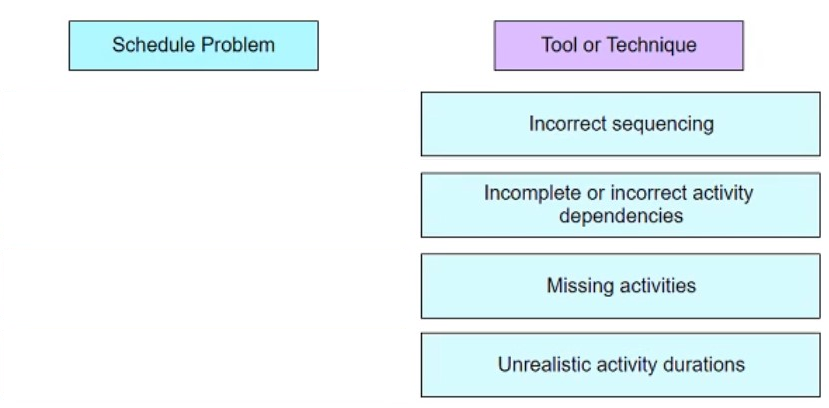 Schedule Problem
Tool or Technique
Incorrect sequencing
Incomplete or incorrect activity
dependencies
Missing activities
Unrealistic activity durations